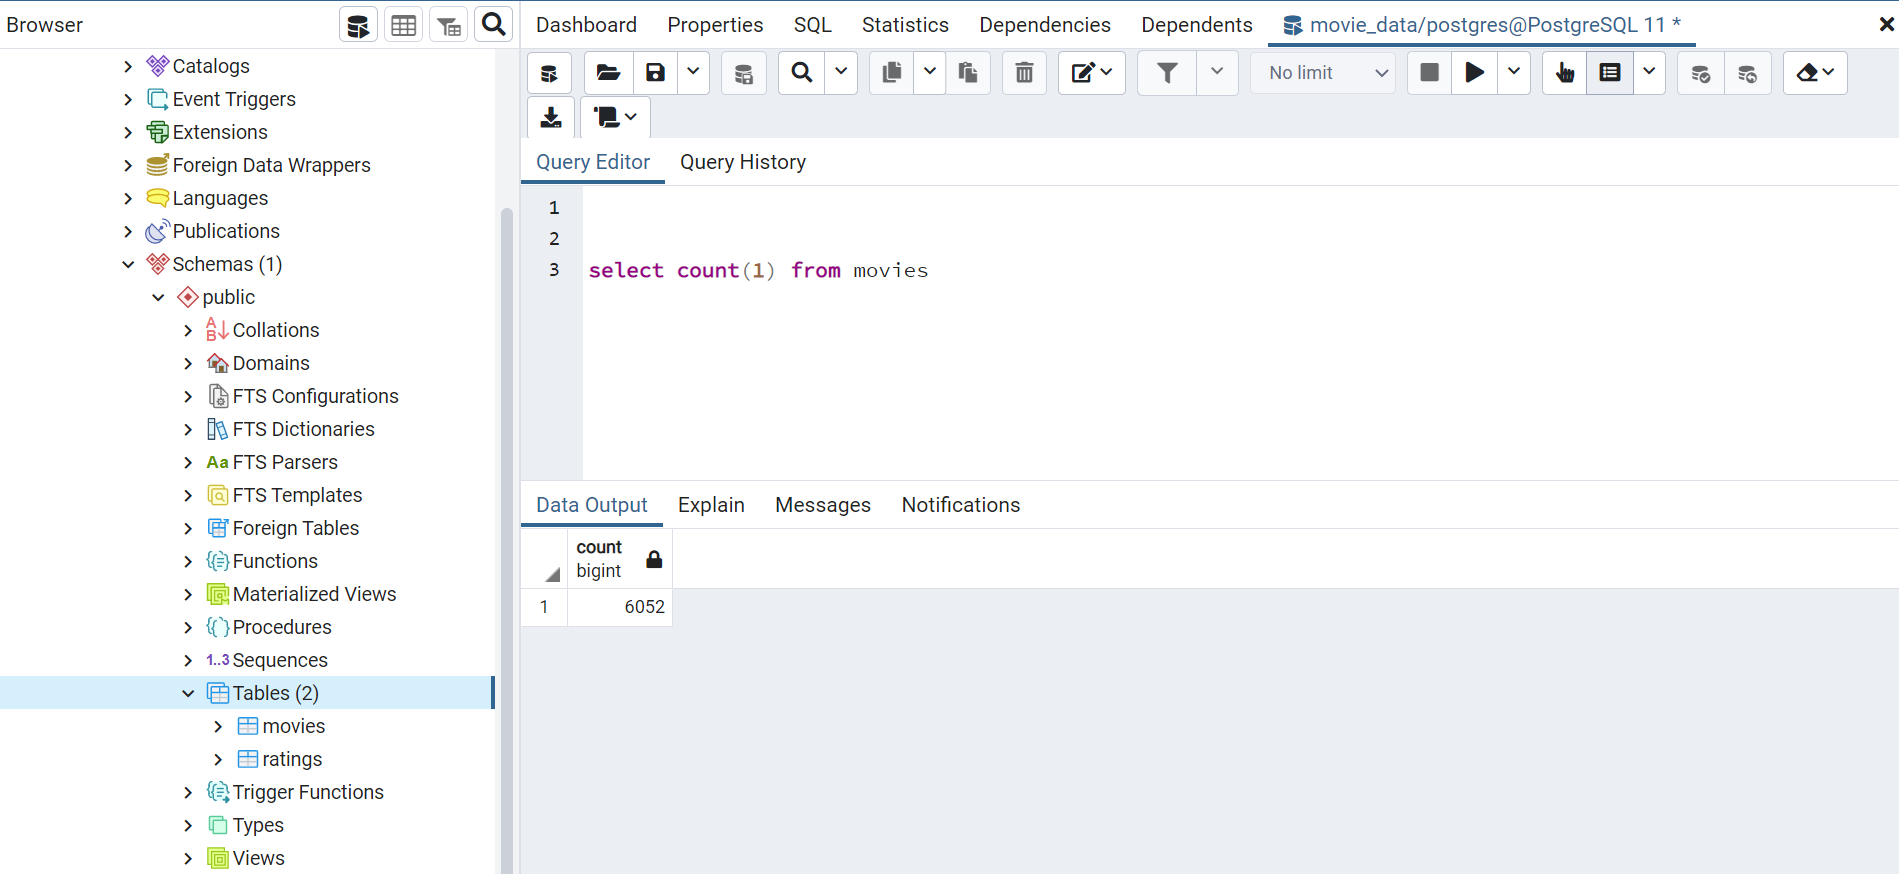 Browser
Dashboard Properties SQL Statistics Dependencies Dependents movie_data/postgres@PostgreSQL 11 *
Catalogs
Event Triggers
Extensions
Foreign Data Wrappers
Languages
Publications
Schemas (1)
public
Collations
Domains
FTS Configurations
FTS Dictionaries
Aa FTS Parsers
FTS Templates
Foreign Tables
Functions
Materialized Views
Procedures
1..3 Sequences
Tables (2)
movies
ratings
Trigger Functions
Types
Views
No limit
Query Editor Query History
1
2
3 select count(1) from movies
Data Output Explain Messages Notifications
count
bigint
1 6052